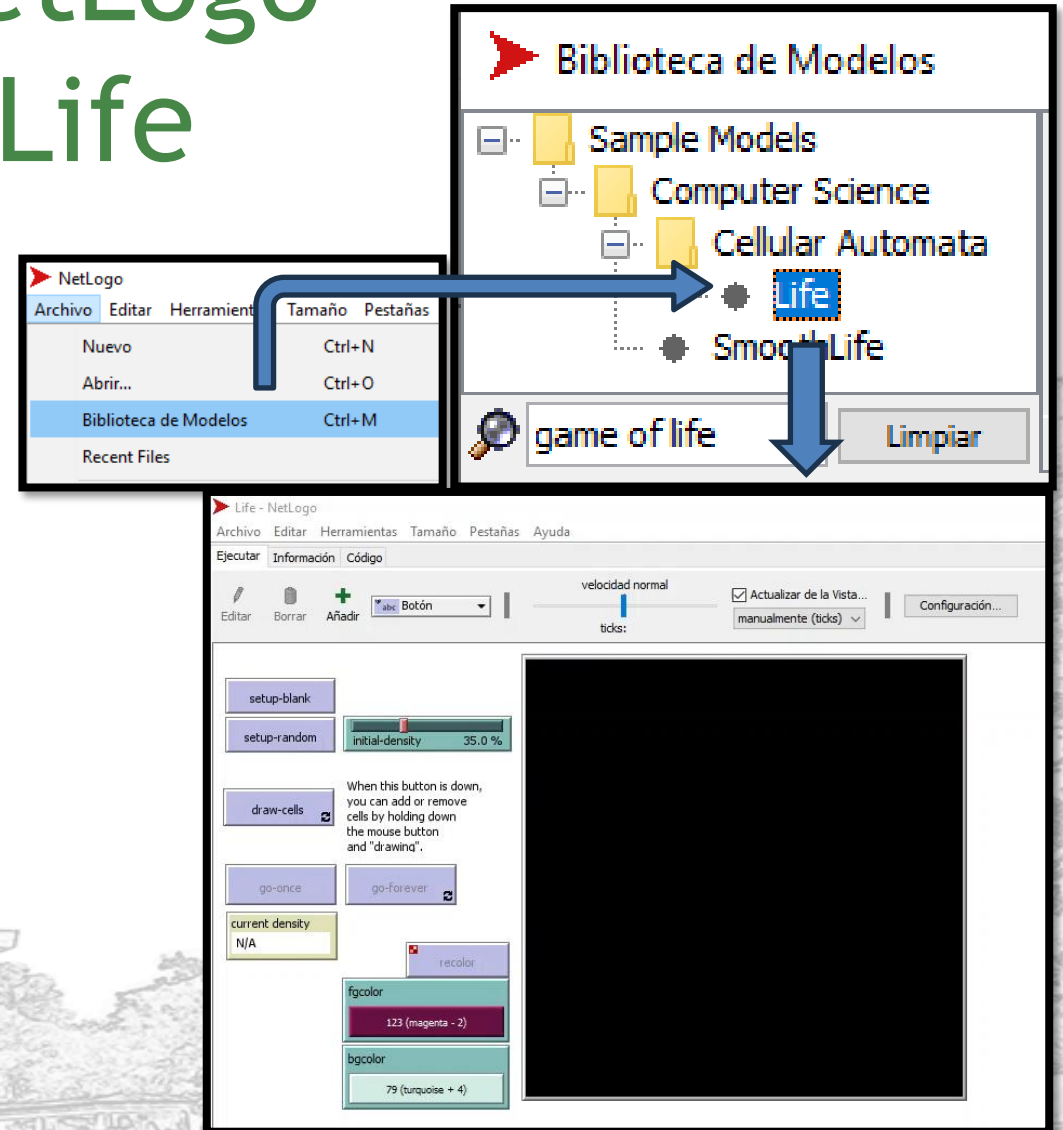 etLogo
Life
Biblioteca de Modelos
Sample Models
Computer Science
Cellular Automata
Life
SmoothLife
game of life
Limpiar
NetLogo
Archivo Editar Herramient Tamaño Pestañas
Nuevo Ctrl+N
Abrir... Ctrl+O
Biblioteca de Modelos Ctrl+M
Recent Files
Life - NetLogo
Archivo Editar Herramientas Tamaño Pestañas Ayuda
Ejecutar Información Código
Editar Borrar Añadir abc Botón
velocidad normal
ticks:
Actualizar de la Vista...
manualmente (ticks)
Configuración...
setup-blank
setup-random
initial-density 35.0 %
draw-cells
When this button is down,
you can add or remove
cells by holding down
the mouse button
and "drawing".
go-once
go-forever
current density
N/A
recolor
fgcolor
123 (magenta - 2)
bgcolor
79 (turquoise + 4)